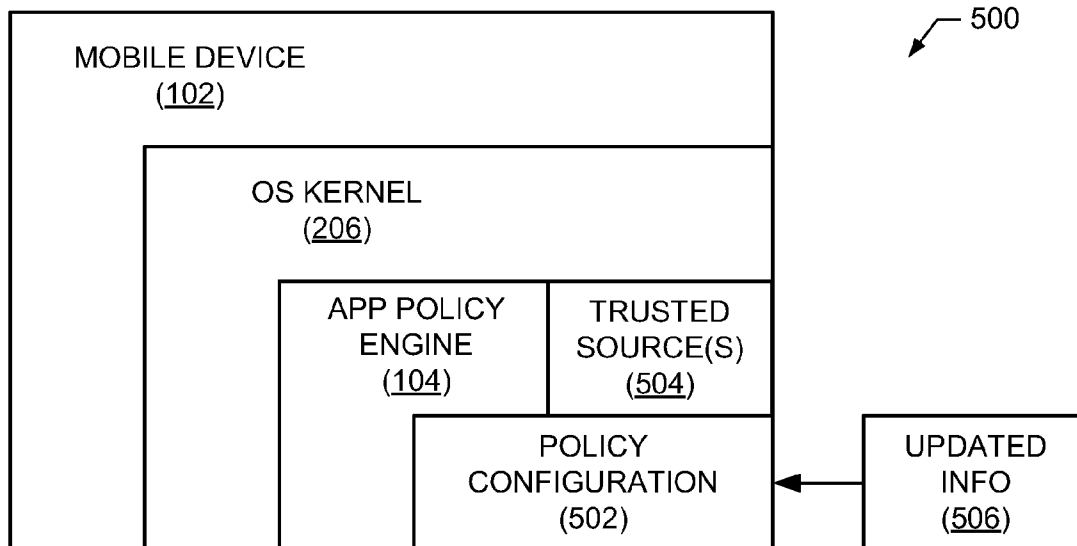 500
MOBILE DEVICE
(102)
OS KERNEL
(206)
APP POLICY
ENGINE
(104)
TRUSTED
SOURCE(S)
(504)
POLICY
CONFIGURATION
(502)
UPDATED
INFO
(506)